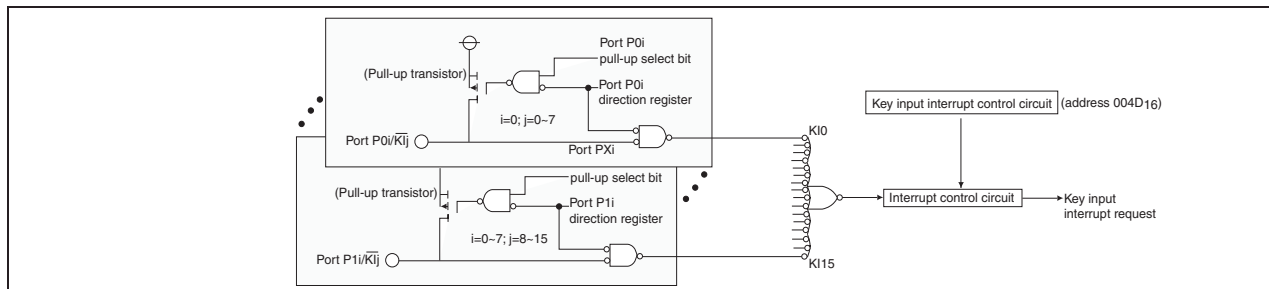 Port P0i
pull-up select bit
(Pull-up transistor)
Port P0i
direction register
i=0; j=0~7
Port P0i/KIj
Port PXi
(Pull-up transistor)
pull-up select bit
Port P1i
direction register
i=0~7; j=8~15
Port P1i/KIj
KI0
KI15
Key input interrupt control circuit (address 004D16)
Interrupt control circuit
Key input
interrupt request